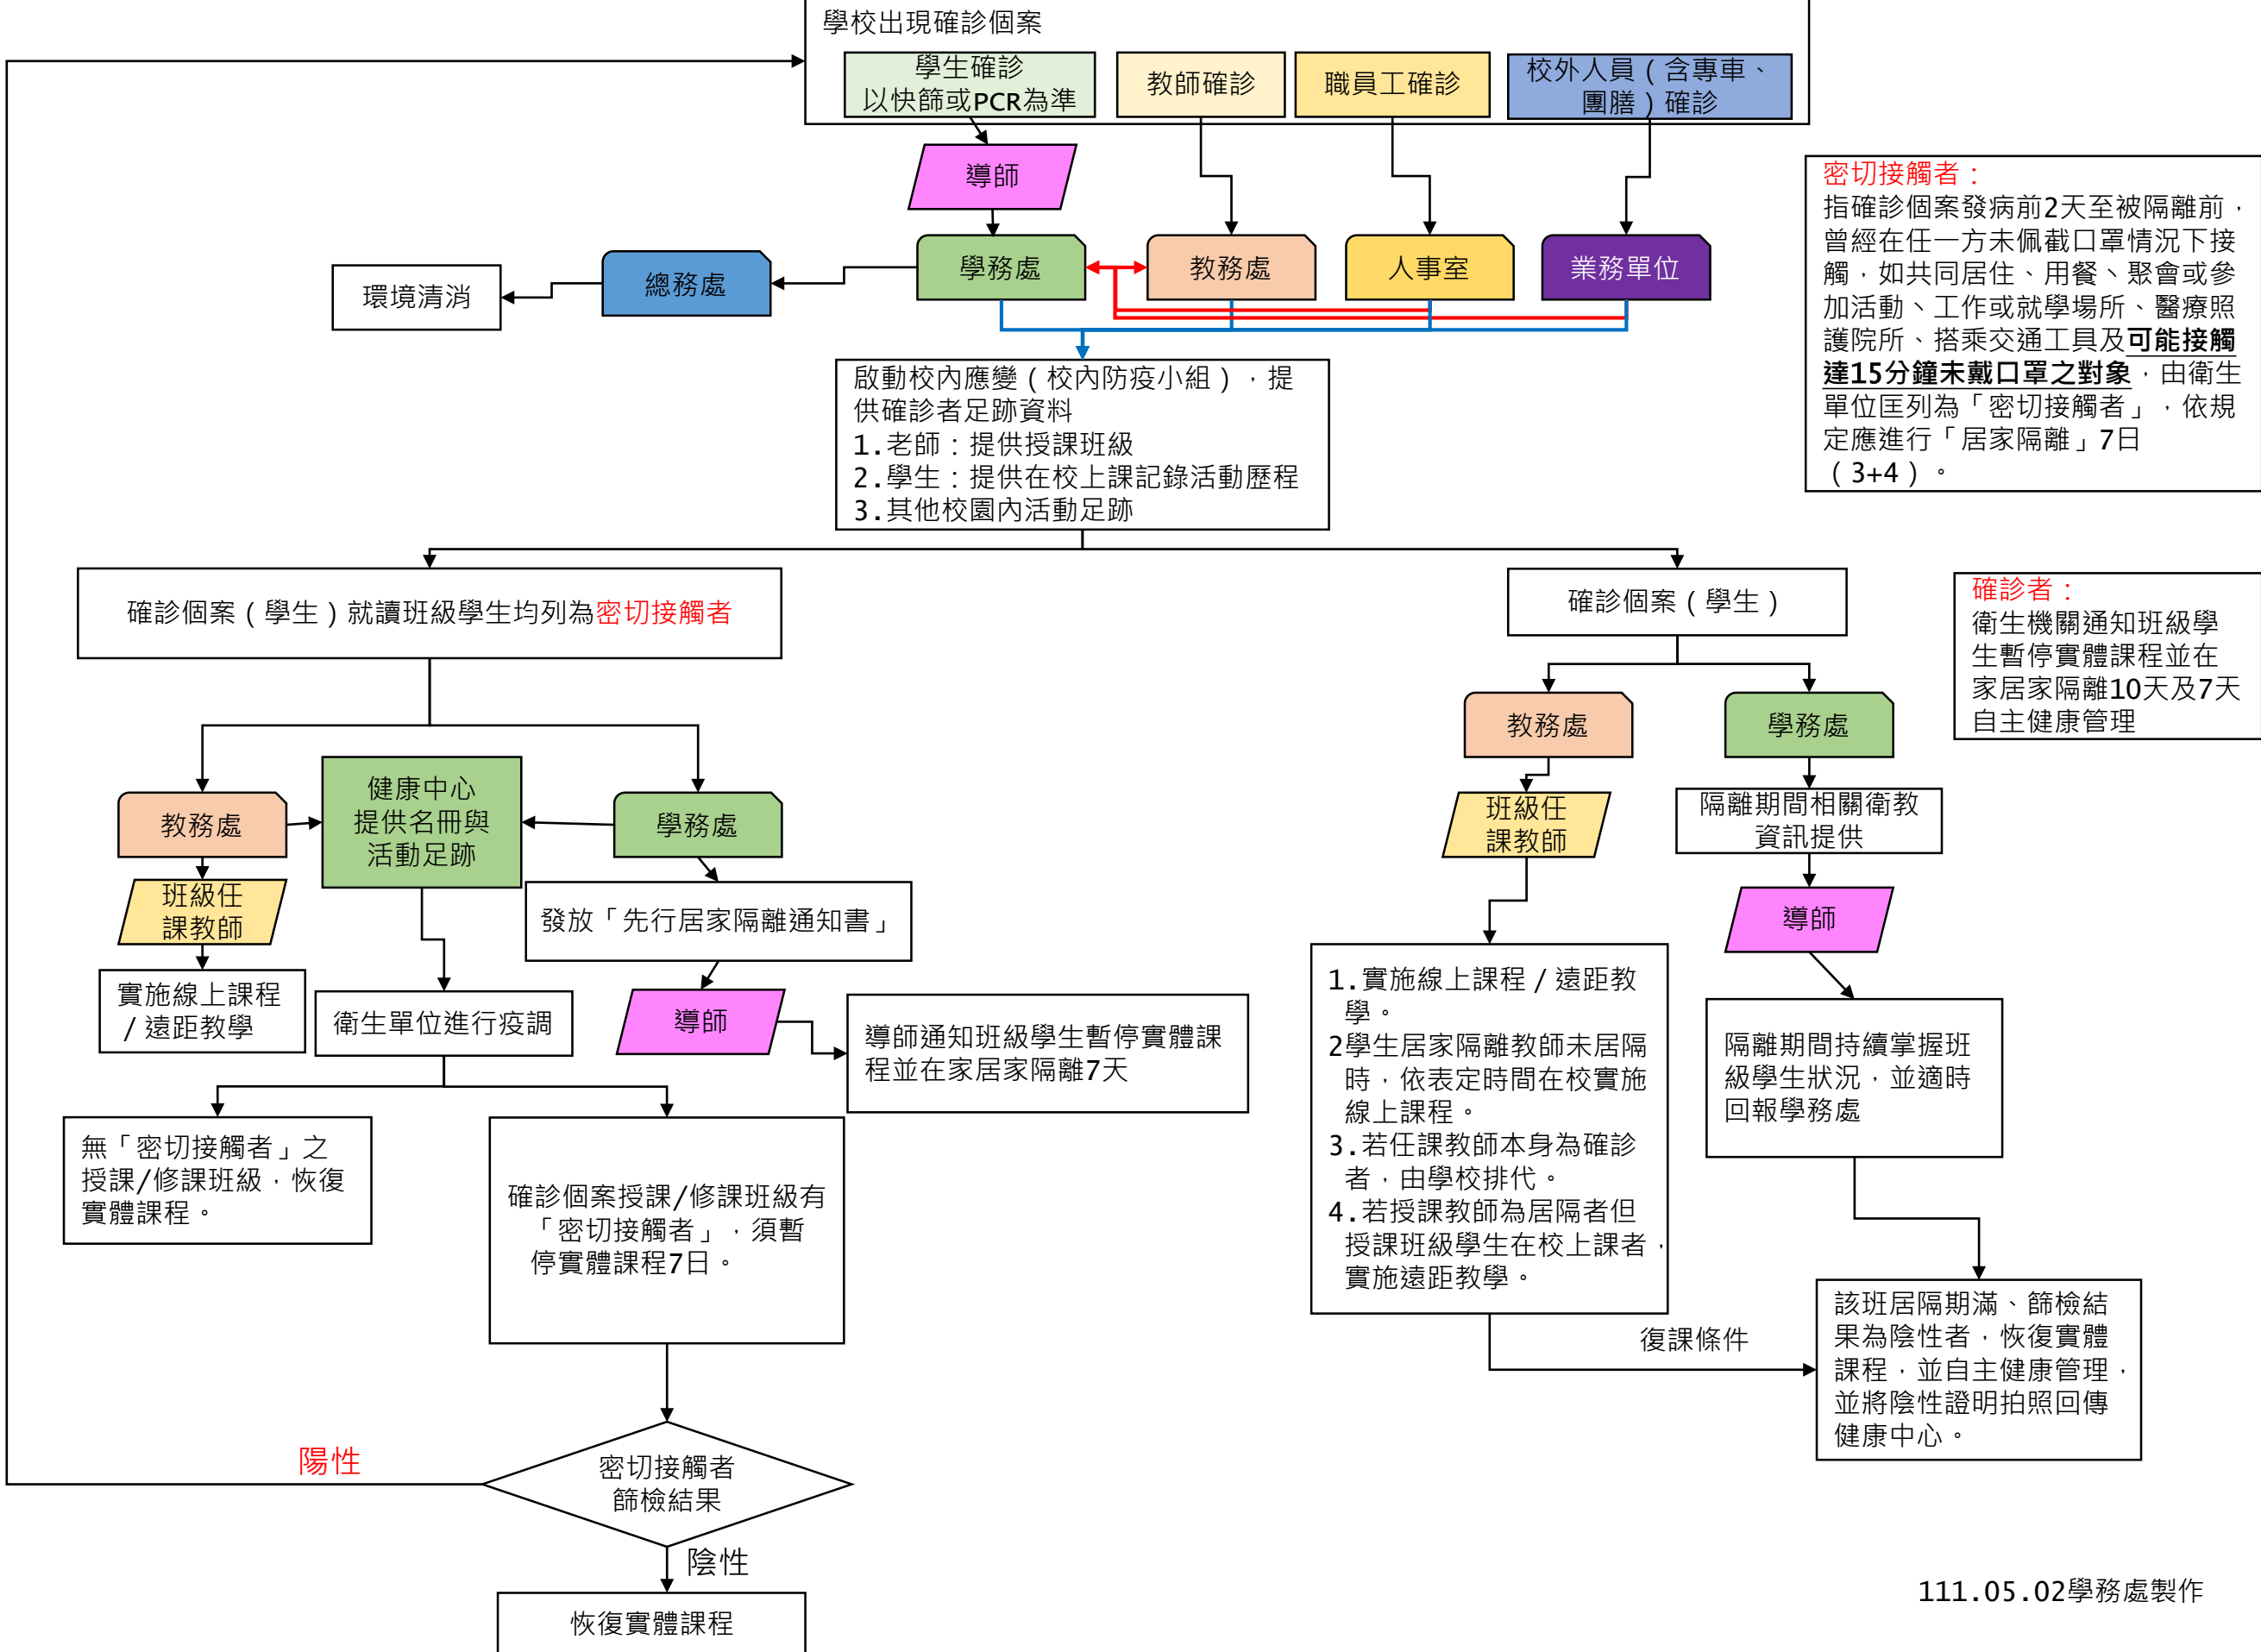 學校出現確診個案
學生確診
以快篩或PCR為準
教師確診
職員工確診
校外人員（含專車、
團膳）確診
導師
學務處
教務處
人事室
業務單位
總務處
環境清消
密切接觸者：
指確診個案發病前2天至被隔離前，
曾經在任一方未佩戴口罩情況下接
觸，如共同居住、用餐、聚會或參
加活動、工作或就學場所、醫療照
護院所、搭乘交通工具及可能接觸
達15分鐘未戴口罩之對象，由衛生
單位匡列為「密切接觸者」，依規
定應進行「居家隔離」7日
（3+4）。
啟動校內應變（校內防疫小組），提
供確診者足跡資料
1.老師：提供授課班級
2.學生：提供在校上課記錄活動歷程
3.其他校園內活動足跡
確診個案（學生）就讀班級學生均列為密切接觸者
確診個案（學生）
確診者：
衛生機關通知班級學
生暫停實體課程並在
家居家隔離10天及7天
自主健康管理
教務處
健康中心
提供名冊與
活動足跡
學務處
班級任
課教師
實施線上課程
/遠距教學
發放「先行居家隔離通知書」
衛生單位進行疫調
導師
導師通知班級學生暫停實體課
程並在家居家隔離7天
無「密切接觸者」之
授課/修課班級，恢復
實體課程。
確診個案授課/修課班級有
「密切接觸者」，須暫
停實體課程7日。
密切接觸者
篩檢結果
陽性
陰性
恢復實體課程
教務處
學務處
班級任
課教師
隔離期間相關衛教
資訊提供
導師
1.實施線上課程/遠距教
學。
2學生居家隔離教師未居隔
時，依表定時間在校實施
線上課程。
3.若任課教師本身為確診
者，由學校排代。
4.若授課教師為居隔者但
授課班級學生在校上課者，
實施遠距教學。
隔離期間持續掌握班
級學生狀況，並適時
回報學務處
復課條件
該班居隔期滿、篩檢結
果為陰性者，恢復實體
課程，並自主健康管理，
並將陰性證明拍照回傳
健康中心。
111.05.02學務處製作